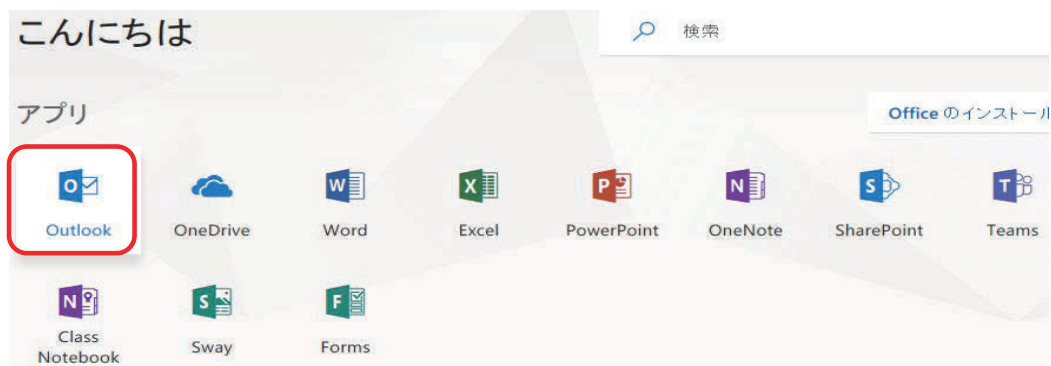 こんにちは
検索
アプリ
Office のインストール
Outlook
OneDrive
Word
Excel
PowerPoint
OneNote
SharePoint
Teams
Class
Notebook
Sway
Forms